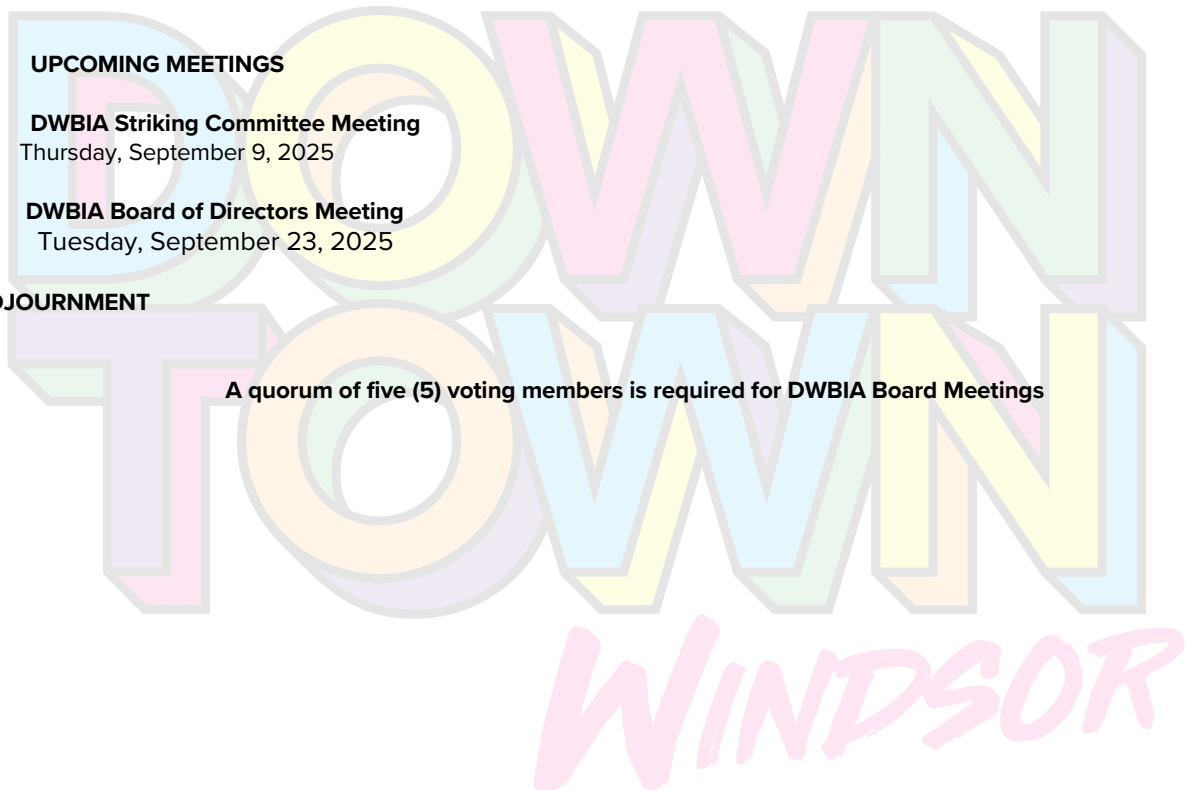 UPCOMING MEETINGS
DWBIA Striking Committee Meeting
Thursday, September 9, 2025
DWBIA Board of Directors Meeting
Tuesday, September 23, 2025
DJOURNMENT
A quorum of five (5) voting members is required for DWBIA Board Meetings
DOWN
TOWN
WINDSOR